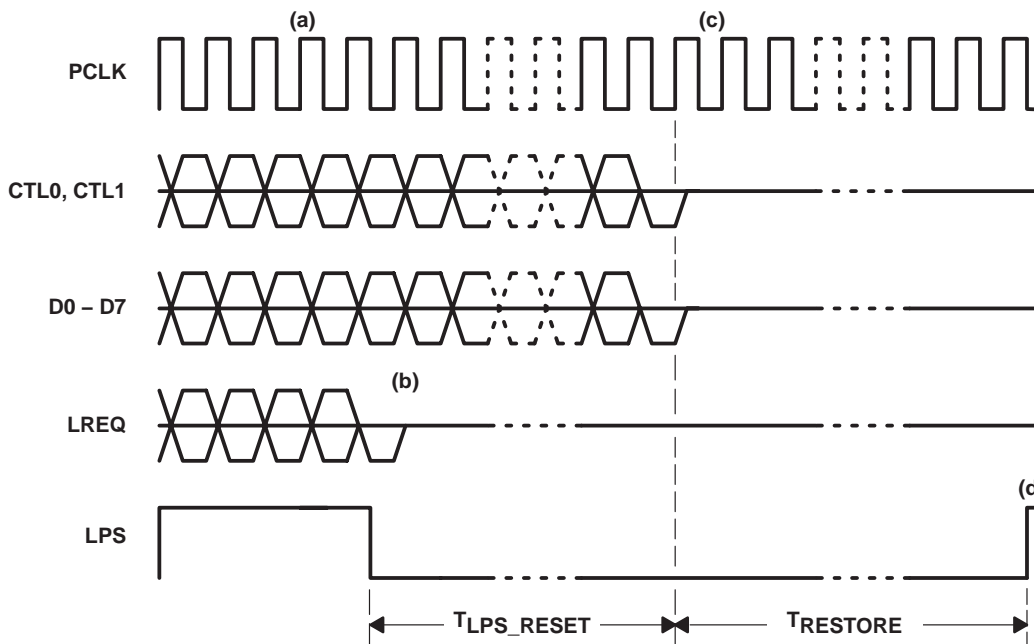 (a) (c)
PCLK
CTL0, CTL1
D0 – D7
(b)
LREQ
(d
LPS
TLPS_RESET TRESTORE